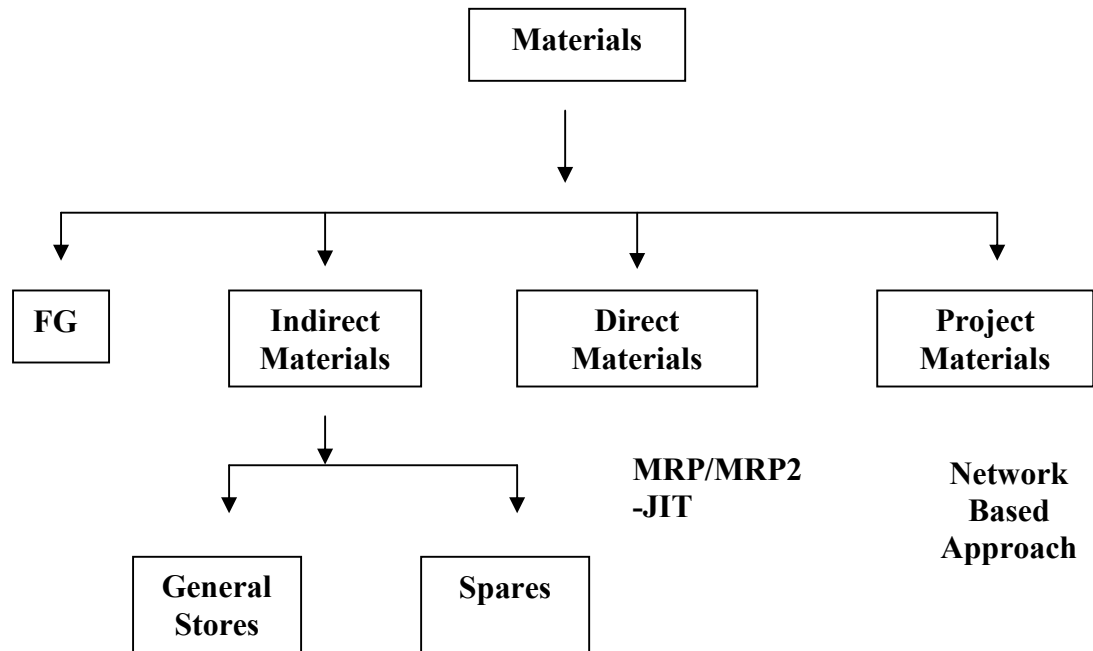 Materials
FG
Indirect
Materials
Direct
Materials
Project
Materials
MRP/MRP2
-JIT
Network
Based
Approach
General
Stores
Spares